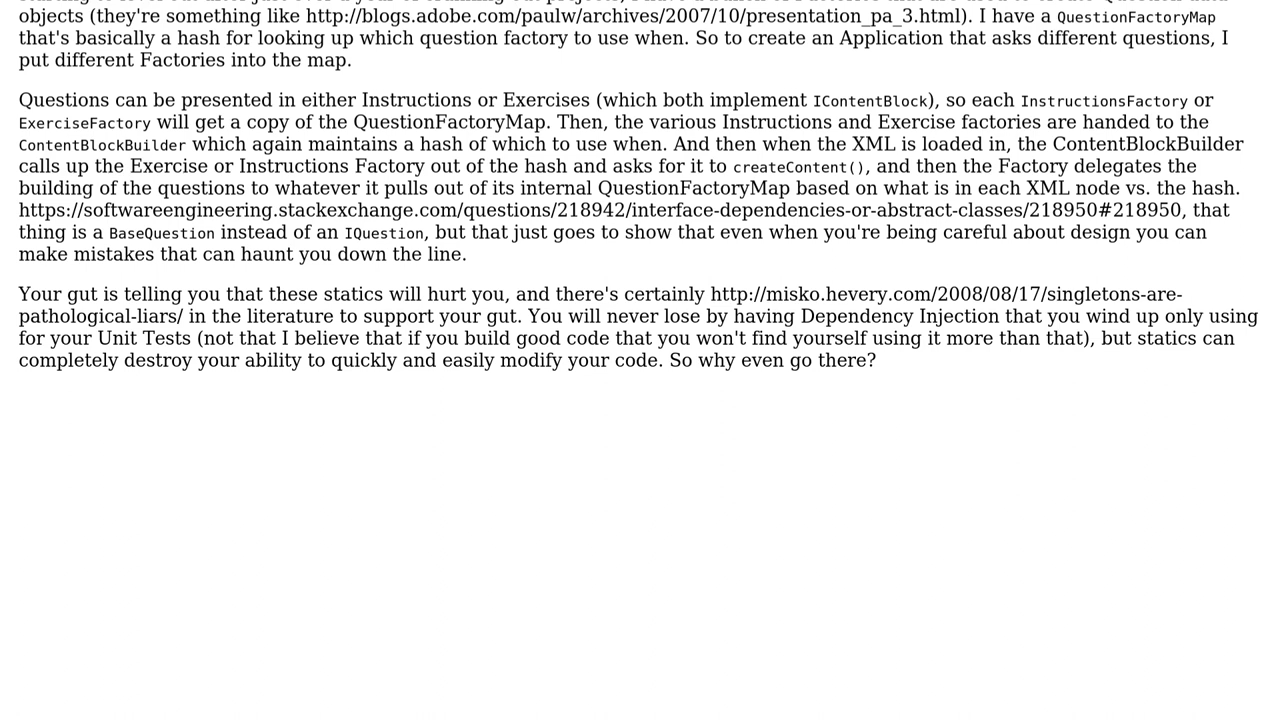 objects (they're something like http://blogs.adobe.com/paulw/archives/2007/10/presentation_pa_3.html). I have a QuestionFactoryMap
that's basically a hash for looking up which question factory to use when. So to create an Application that asks different questions, I
put different Factories into the map.
Questions can be presented in either Instructions or Exercises (which both implement IContentBlock), so each InstructionsFactory or
ExerciseFactory will get a copy of the QuestionFactoryMap. Then, the various Instructions and Exercise factories are handed to the
ContentBlockBuilder which again maintains a hash of which to use when. And then when the XML is loaded in, the ContentBlockBuilder
calls up the Exercise or Instructions Factory out of the hash and asks for it to createContent(), and then the Factory delegates the
building of the questions to whatever it pulls out of its internal QuestionFactoryMap based on what is in each XML node vs. the hash.
https://softwareengineering.stackexchange.com/questions/218942/interface-dependencies-or-abstract-classes/218950#218950, that
thing is a BaseQuestion instead of an IQuestion, but that just goes to show that even when you're being careful about design you can
make mistakes that can haunt you down the line.
Your gut is telling you that these statics will hurt you, and there's certainly http://misko.hevery.com/2008/08/17/singletons-are-
pathological-liars/ in the literature to support your gut. You will never lose by having Dependency Injection that you wind up only using
for your Unit Tests (not that I believe that if you build good code that you won't find yourself using it more than that), but statics can
completely destroy your ability to quickly and easily modify your code. So why even go there?